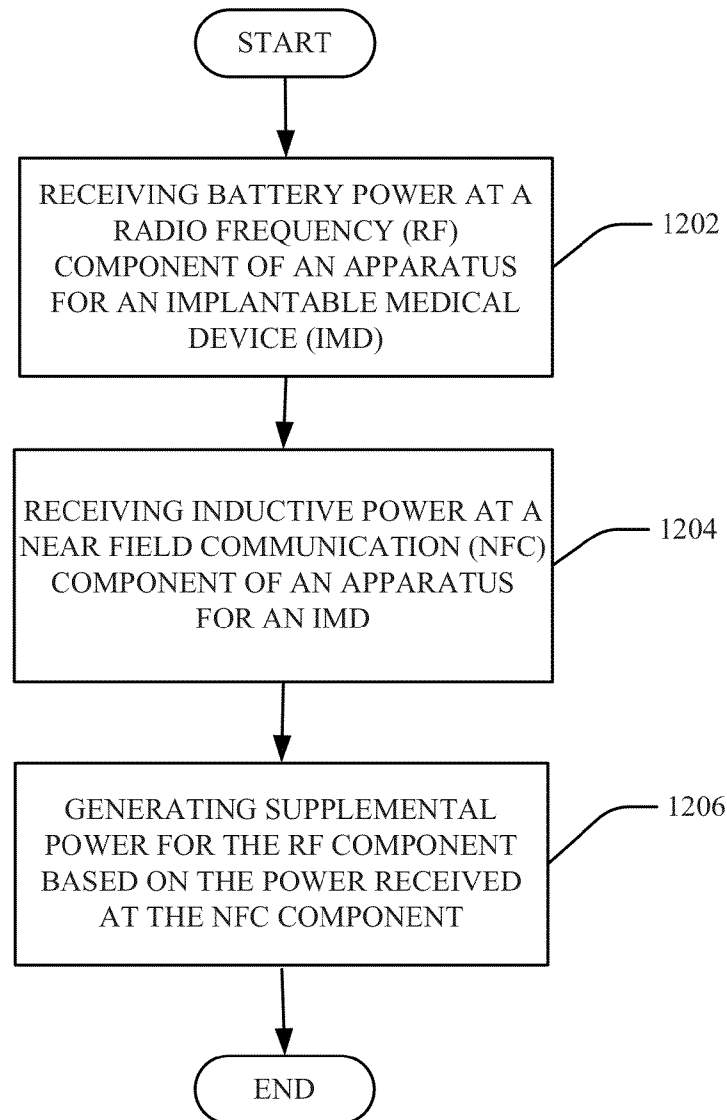 START
RECEIVING BATTERY POWER AT A
RADIO FREQUENCY (RF)
COMPONENT OF AN APPARATUS
FOR AN IMPLANTABLE MEDICAL
DEVICE (IMD)
1202
RECEIVING INDUCTIVE POWER AT A
NEAR FIELD COMMUNICATION (NFC)
COMPONENT OF AN APPARATUS
FOR AN IMD
1204
GENERATING SUPPLEMENTAL
POWER FOR THE RF COMPONENT
BASED ON THE POWER RECEIVED
AT THE NFC COMPONENT
1206
END